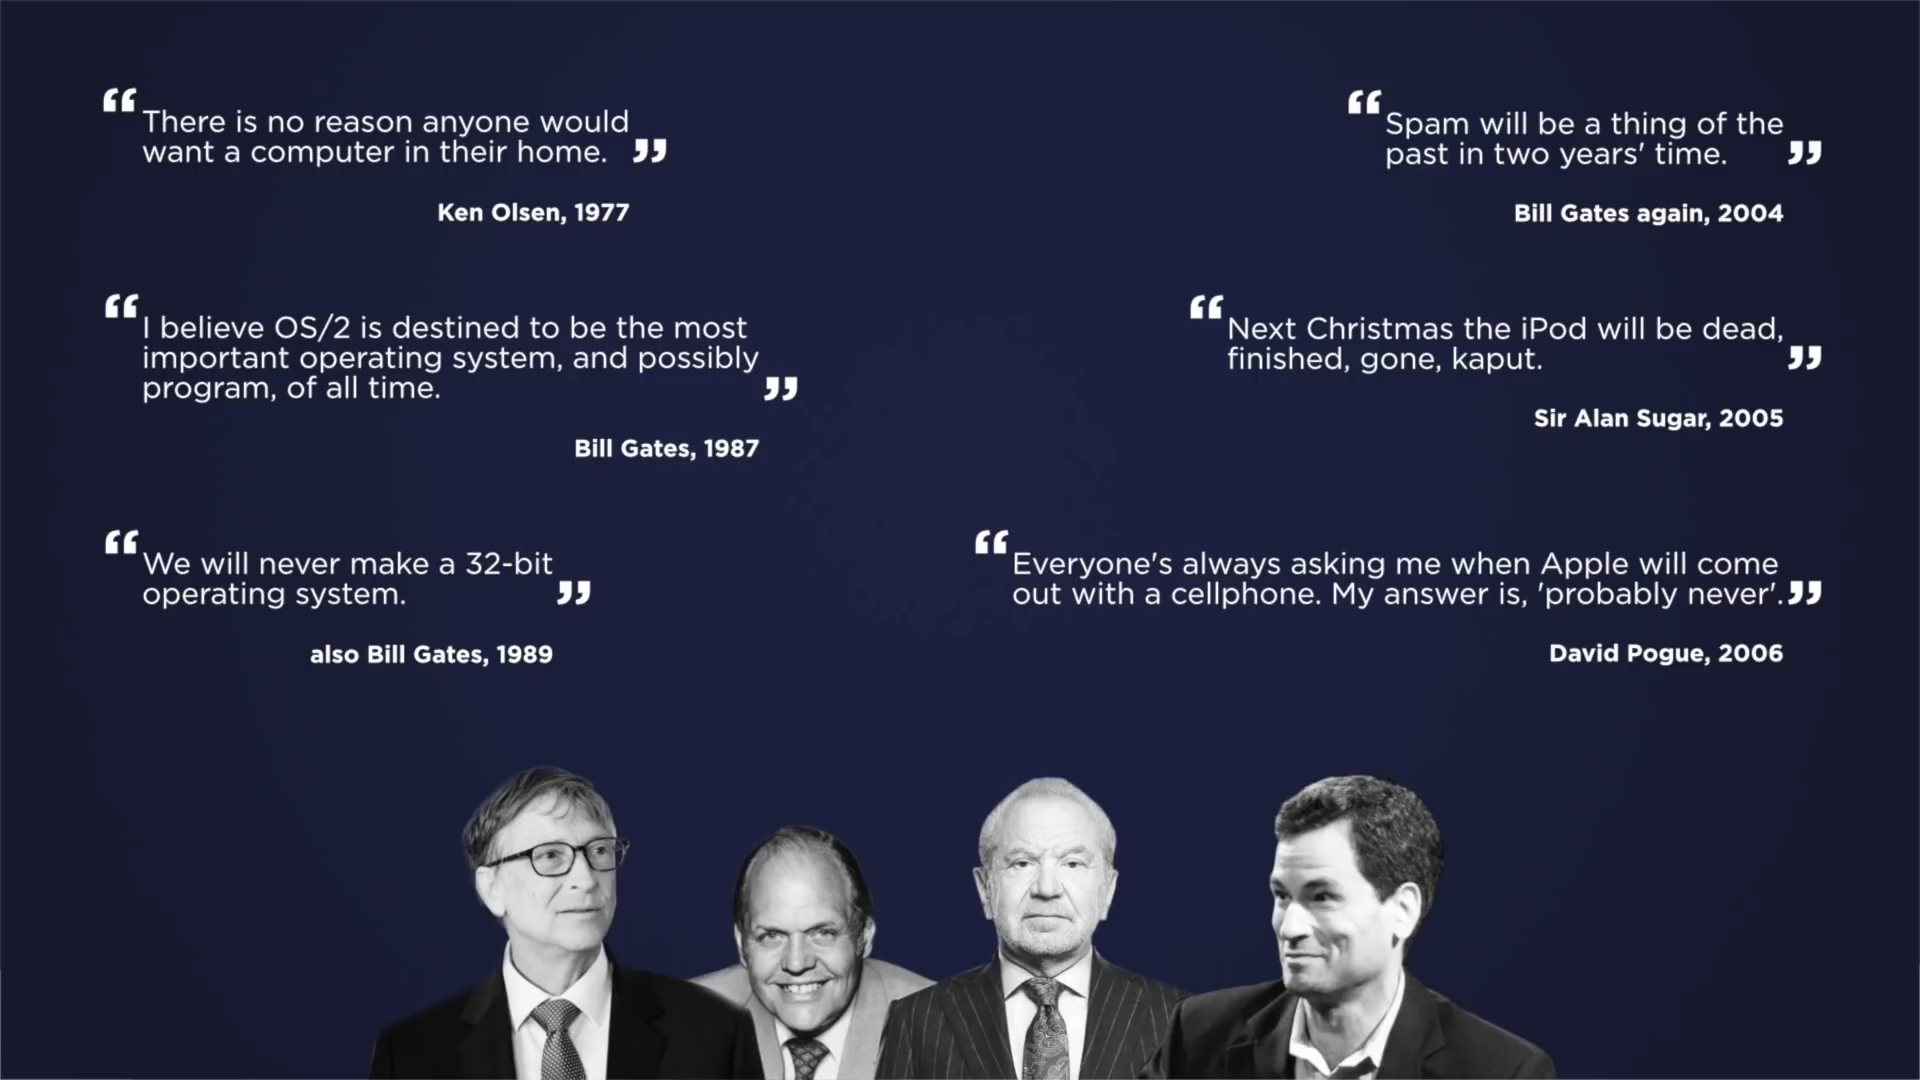 “There is no reason anyone would
want a computer in their home.”
Ken Olsen, 1977
“I believe OS/2 is destined to be the most
important operating system, and possibly
program, of all time.”
Bill Gates, 1987
“We will never make a 32-bit
operating system.”
also Bill Gates, 1989
“Spam will be a thing of the
past in two years' time.”
Bill Gates again, 2004
“Next Christmas the iPod will be dead,
finished, gone, kaput.”
Sir Alan Sugar, 2005
“Everyone's always asking me when Apple will come
out with a cellphone. My answer is, 'probably never'.”
David Pogue, 2006